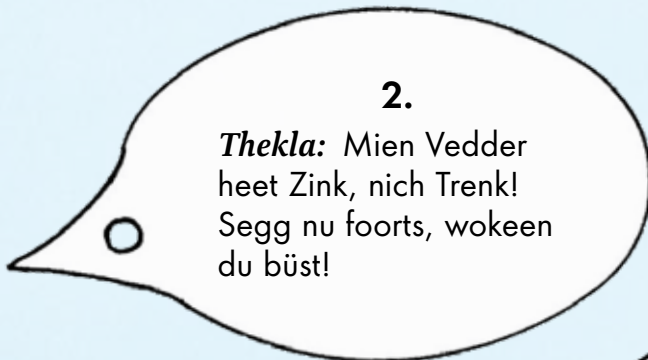 2.
Thekla: Mien Vedder
heet Zink, nich Trenk!
Segg nu foorts, wokeen
du büst!